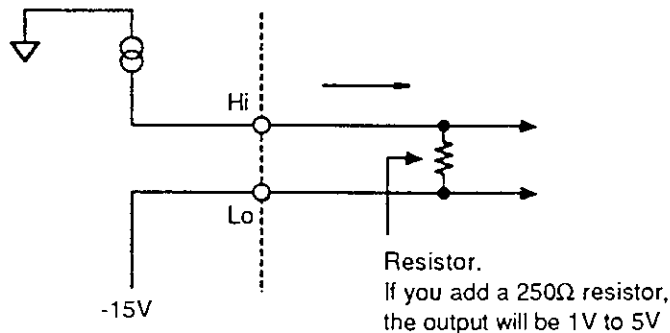 Hi
Lo
-15V
Resistor.
If you add a 250Ω resistor,
the output will be 1V to 5V